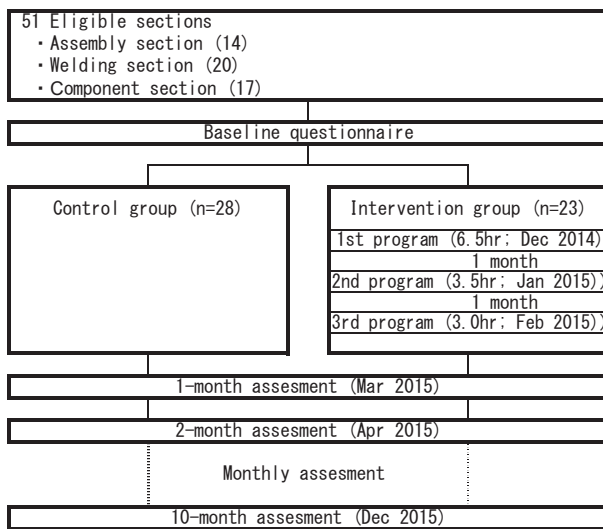 51 Eligible sections
・Assembly section (14)
・Welding section (20)
・Component section (17)
Baseline questionnaire
Control group (n=28)
Intervention group (n=23)
1st program (6.5hr; Dec 2014)
1 month
2nd program (3.5hr; Jan 2015))
1 month
3rd program (3.0hr; Feb 2015))
1-month assesment (Mar 2015)
2-month assesment (Apr 2015)
Monthly assesment
10-month assesment (Dec 2015)